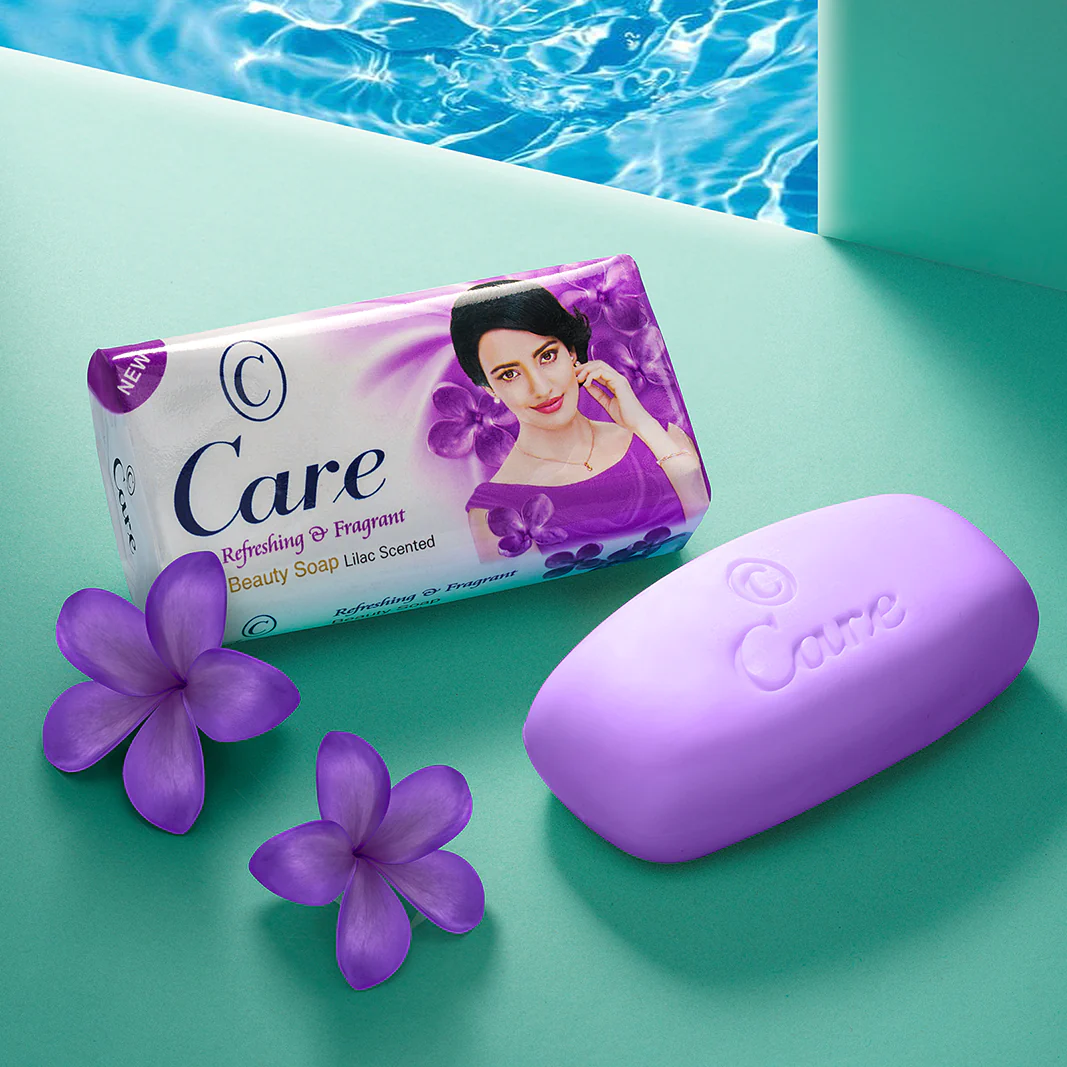 NEW
C
Care
Refreshing & Fragrant
Beauty Soap Lilac Scented
Care
C
Refreshing & Fragrant
Beauty Soap
C
Care